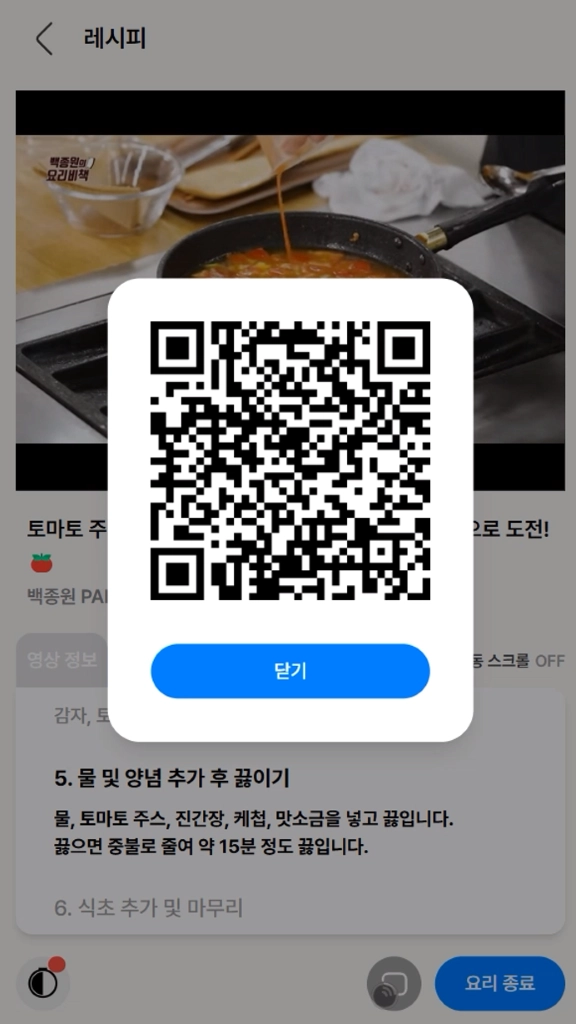 레시피
백종원의
요리비책
토마토 주
으로 도전!
백종원 PAI
영상 정보
동 스크롤 OFF
닫기
감자, 토
5. 물 및 양념 추가 후 끓이기
물, 토마토 주스, 진간장, 케첩, 맛소금을 넣고 끓입니다.
끓으면 중불로 줄여 약 15분 정도 끓입니다.
6. 식초 추가 및 마무리
요리 종료